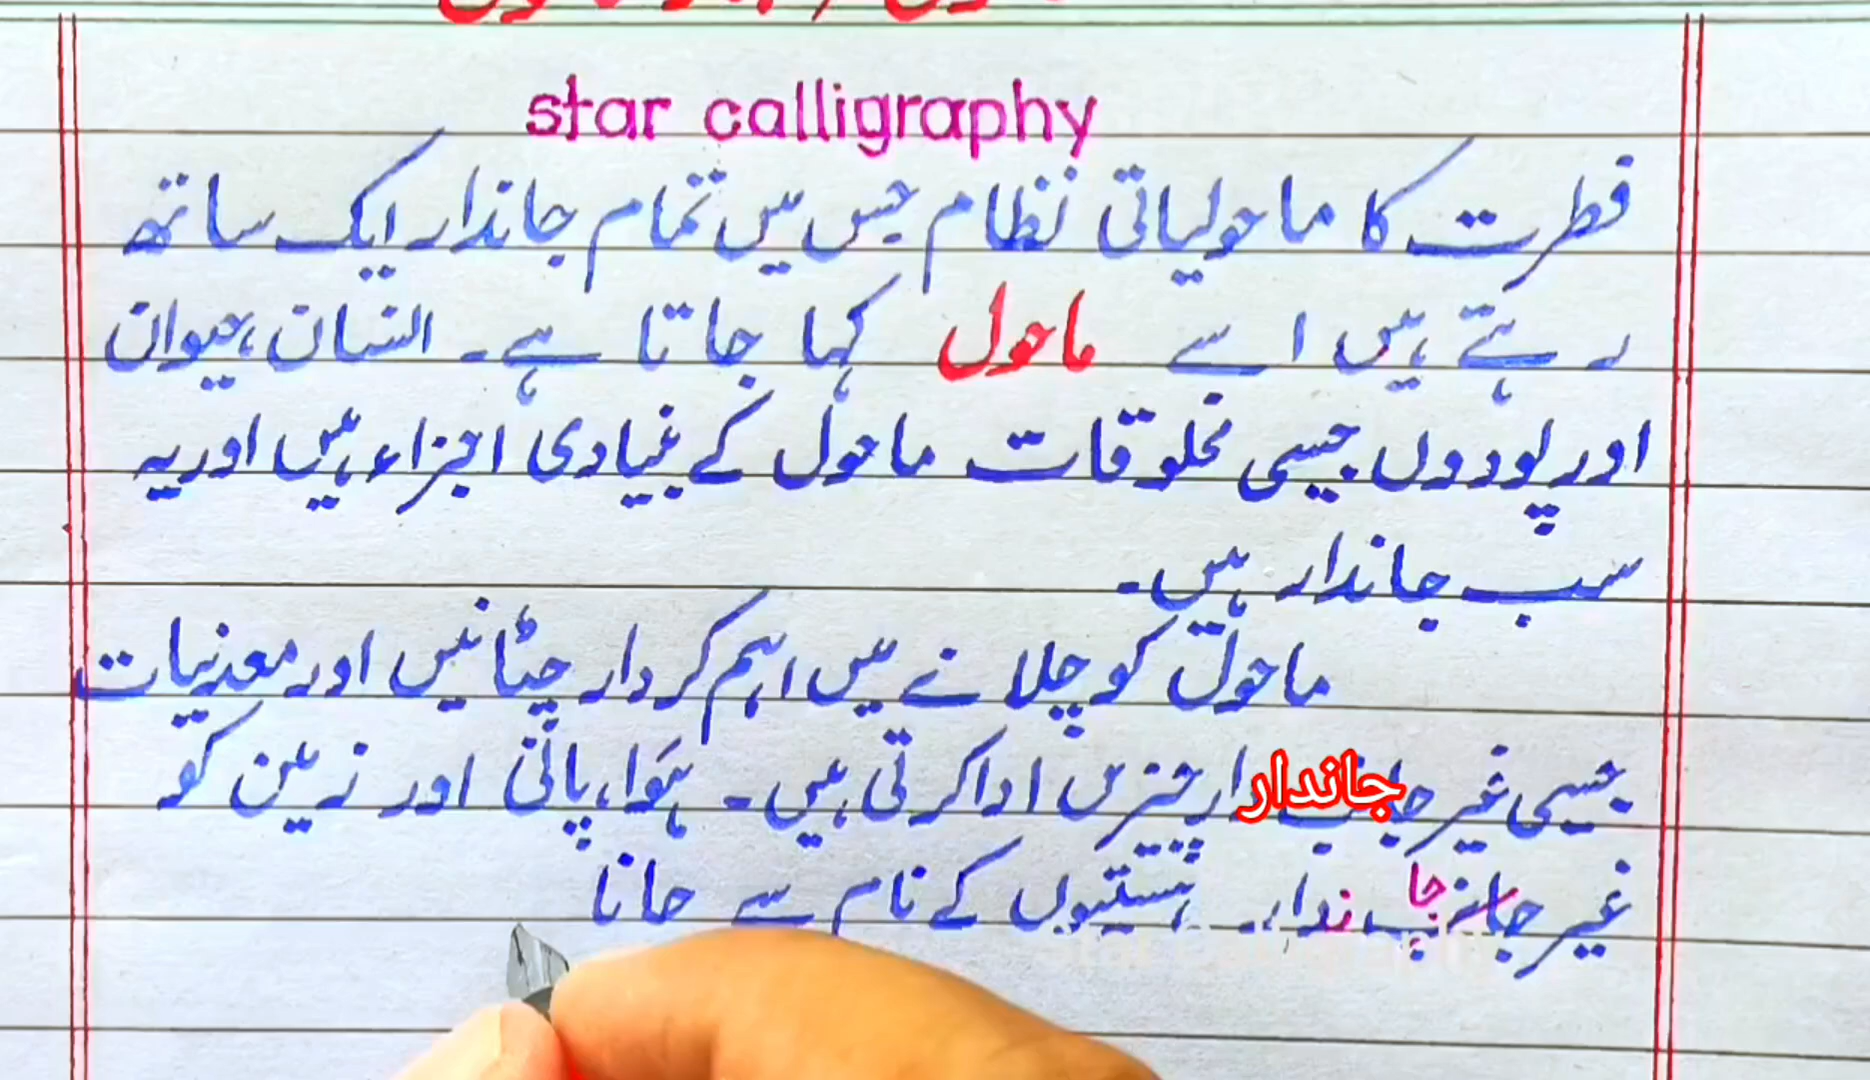 star calligraphy
فطرت کا ماحولیاتی نظام جس میں تمام جاندار ایک ساتھ
رہتے ہیں اسے ماحول کہا جاتا ہے۔ انسان، حیوان
اور پودوں جیسی مخلوقات ماحول کے بنیادی اجزاء ہیں اور یہ
سب جاندار ہیں۔
ماحول کو چلانے میں اہم کردار چٹانیں اور معدنیات
جیسی غیر جاندار چیزیں ادا کرتی ہیں۔ ہَوا، پانی اور زمین کو
غیر جاندار ہستیوں کے نام سے جانا